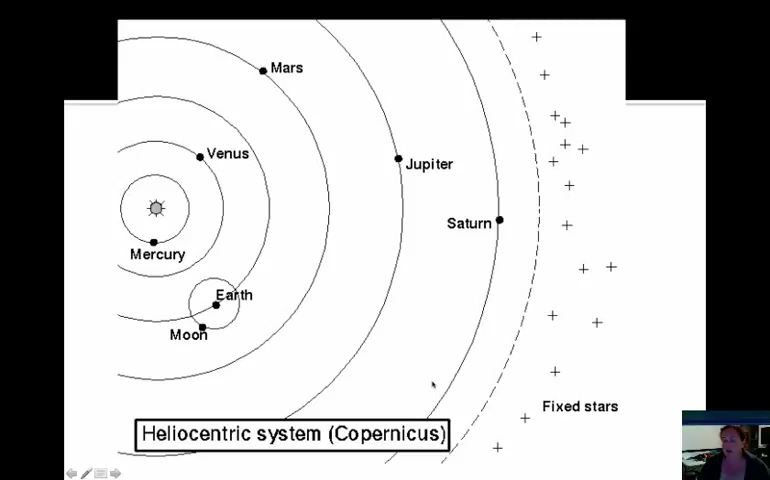 Mars
Venus
Jupiter
Saturn
Mercury
Earth
Moon
Fixed stars
Heliocentric system (Copernicus)